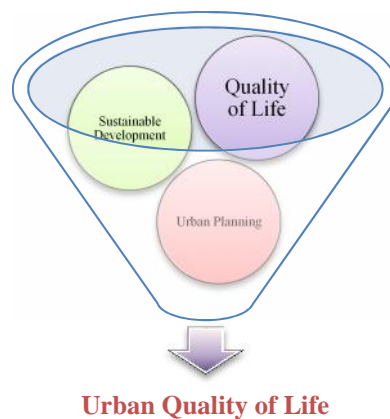 Quality
of Life
Sustainable
Development
Urban Planning
Urban Quality of Life